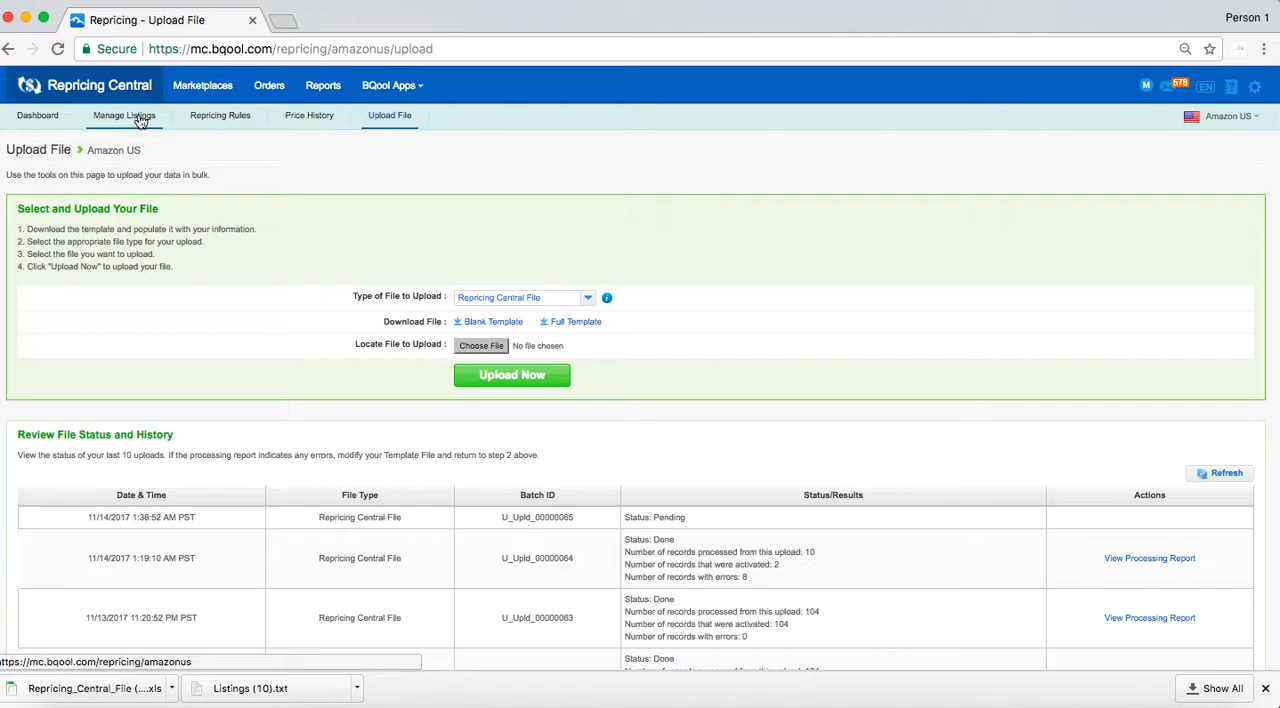 Repricing - Upload File
Person 1
Secure https://mc.bqool.com/repricing/amazonus/upload
Repricing Central Marketplaces Orders Reports BQool Apps M 578 EN ?
Dashboard Manage Listings Repricing Rules Price History Upload File Amazon US
Upload File > Amazon US
Use the tools on this page to upload your data in bulk.
Select and Upload Your File
1. Download the template and populate it with your information.
2. Select the appropriate file type for your upload.
3. Select the file you want to upload.
4. Click "Upload Now" to upload your file.
Type of File to Upload : Repricing Central File i
Download File : Blank Template Full Template
Locate File to Upload : Choose File No file chosen
Upload Now
Review File Status and History
View the status of your last 10 uploads. If the processing report indicates any errors, modify your Template File and return to step 2 above.
Refresh
Date & Time File Type Batch ID Status/Results Actions
11/14/2017 1:38:52 AM PST Repricing Central File U_Upld_00000065 Status: Pending
Status: Done
Number of records processed from this upload: 10
11/14/2017 1:19:10 AM PST Repricing Central File U_Upld_00000064 View Processing Report
Number of records that were activated: 2
Number of records with errors: 8
Status: Done
Number of records processed from this upload: 104
11/13/2017 11:20:52 PM PST Repricing Central File U_Upld_00000063 View Processing Report
Number of records that were activated: 104
Number of records with errors: 0
Status: Done
ttps://mc.bqool.com/repricing/amazonus
Repricing_Central_File (....xls Listings (10).txt Show All